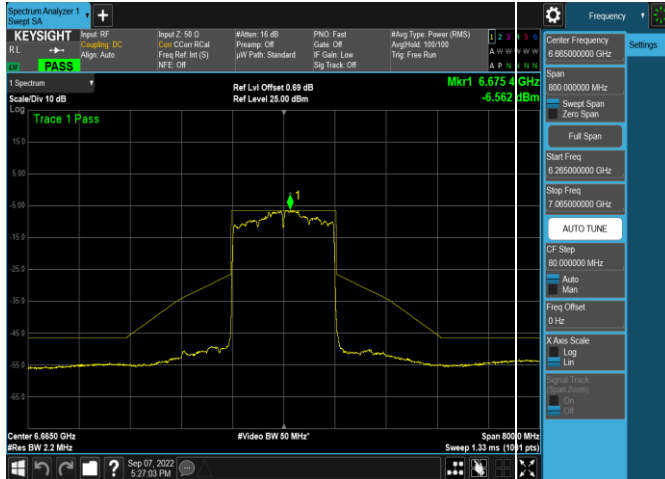 Spectrum Analyzer 1
Swept SA
KEYSIGHT
RL
PASS
Input: RF
Coupling: DC
Align: Auto
Input Z: 50 Ω
Corr CCorr RCal
Freq Ref: Int (S)
NFE: Off
#Atten: 16 dB
Preamp: Off
µW Path: Standard
PNO: Fast
Gate: Off
IF Gain: Low
Sig Track: Off
#Avg Type: Power (RMS)
Avg|Hold: 100/100
Trig: Free Run
1 2 3 4 5 6
A W W W W W
A P N N N N
1 Spectrum
Scale/Div 10 dB
Ref Lvl Offset 0.69 dB
Ref Level 25.00 dBm
Mkr1 6.675 4 GHz
-6.562 dBm
Log
Trace 1 Pass
15.0
5.00
-5.00
-15.0
-25.0
-35.0
-45.0
-55.0
-65.0
1
Center 6.6650 GHz
#Res BW 2.2 MHz
#Video BW 50 MHz*
Span 800.0 MHz
Sweep 1.33 ms (1001 pts)
Sep 07, 2022
5:27:03 PM
Frequency
Settings
Center Frequency
6.665000000 GHz
Span
800.000000 MHz
Swept Span
Zero Span
Full Span
Start Freq
6.265000000 GHz
Stop Freq
7.065000000 GHz
AUTO TUNE
CF Step
80.000000 MHz
Auto
Man
Freq Offset
0 Hz
X Axis Scale
Log
Lin
Signal Track
(Span Zoom)
On
Off